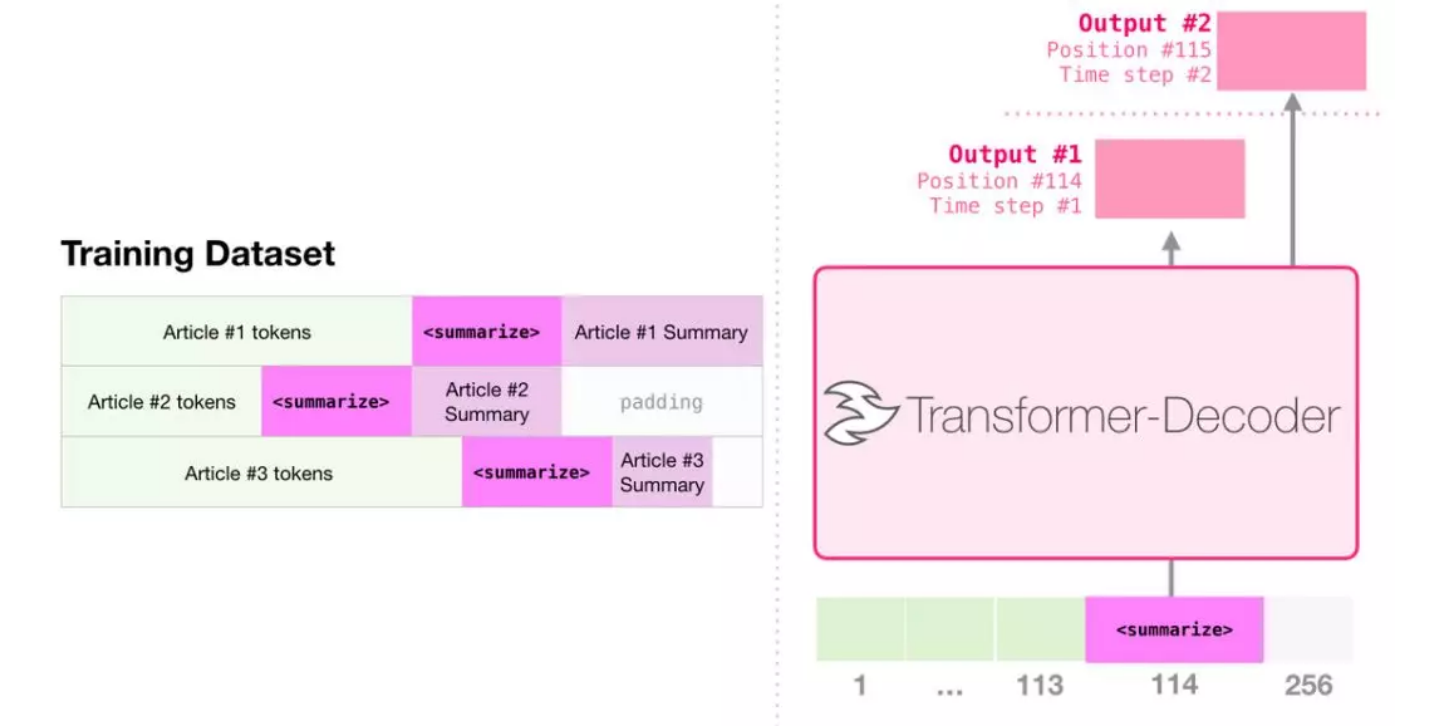 Training Dataset
Article #1 tokens
<summarize>
Article #1 Summary
Article #2 tokens
<summarize>
Article #2
Summary
padding
Article #3 tokens
<summarize>
Article #3
Summary
Output #2
Position #115
Time step #2
Output #1
Position #114
Time step #1
Transformer-Decoder
<summarize>
1
...
113
114
256